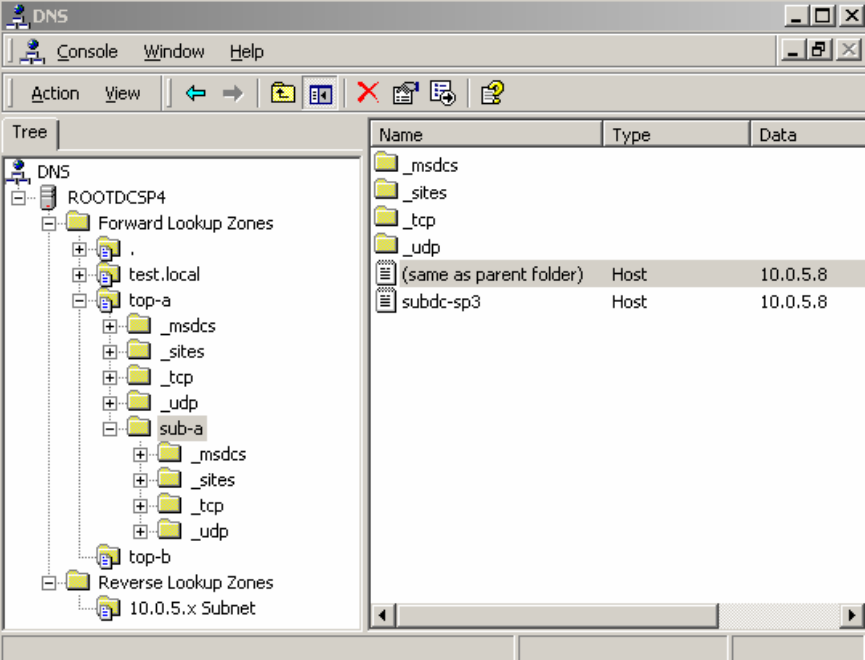 DNS
Console Window Help
Action View
Tree
DNS
ROOTDCSP4
Forward Lookup Zones
.
test.local
top-a
_msdcs
_sites
_tcp
_udp
sub-a
_msdcs
_sites
_tcp
_udp
top-b
Reverse Lookup Zones
10.0.5.x Subnet
Name Type Data
_msdcs
_sites
_tcp
_udp
(same as parent folder) Host 10.0.5.8
subdc-sp3 Host 10.0.5.8